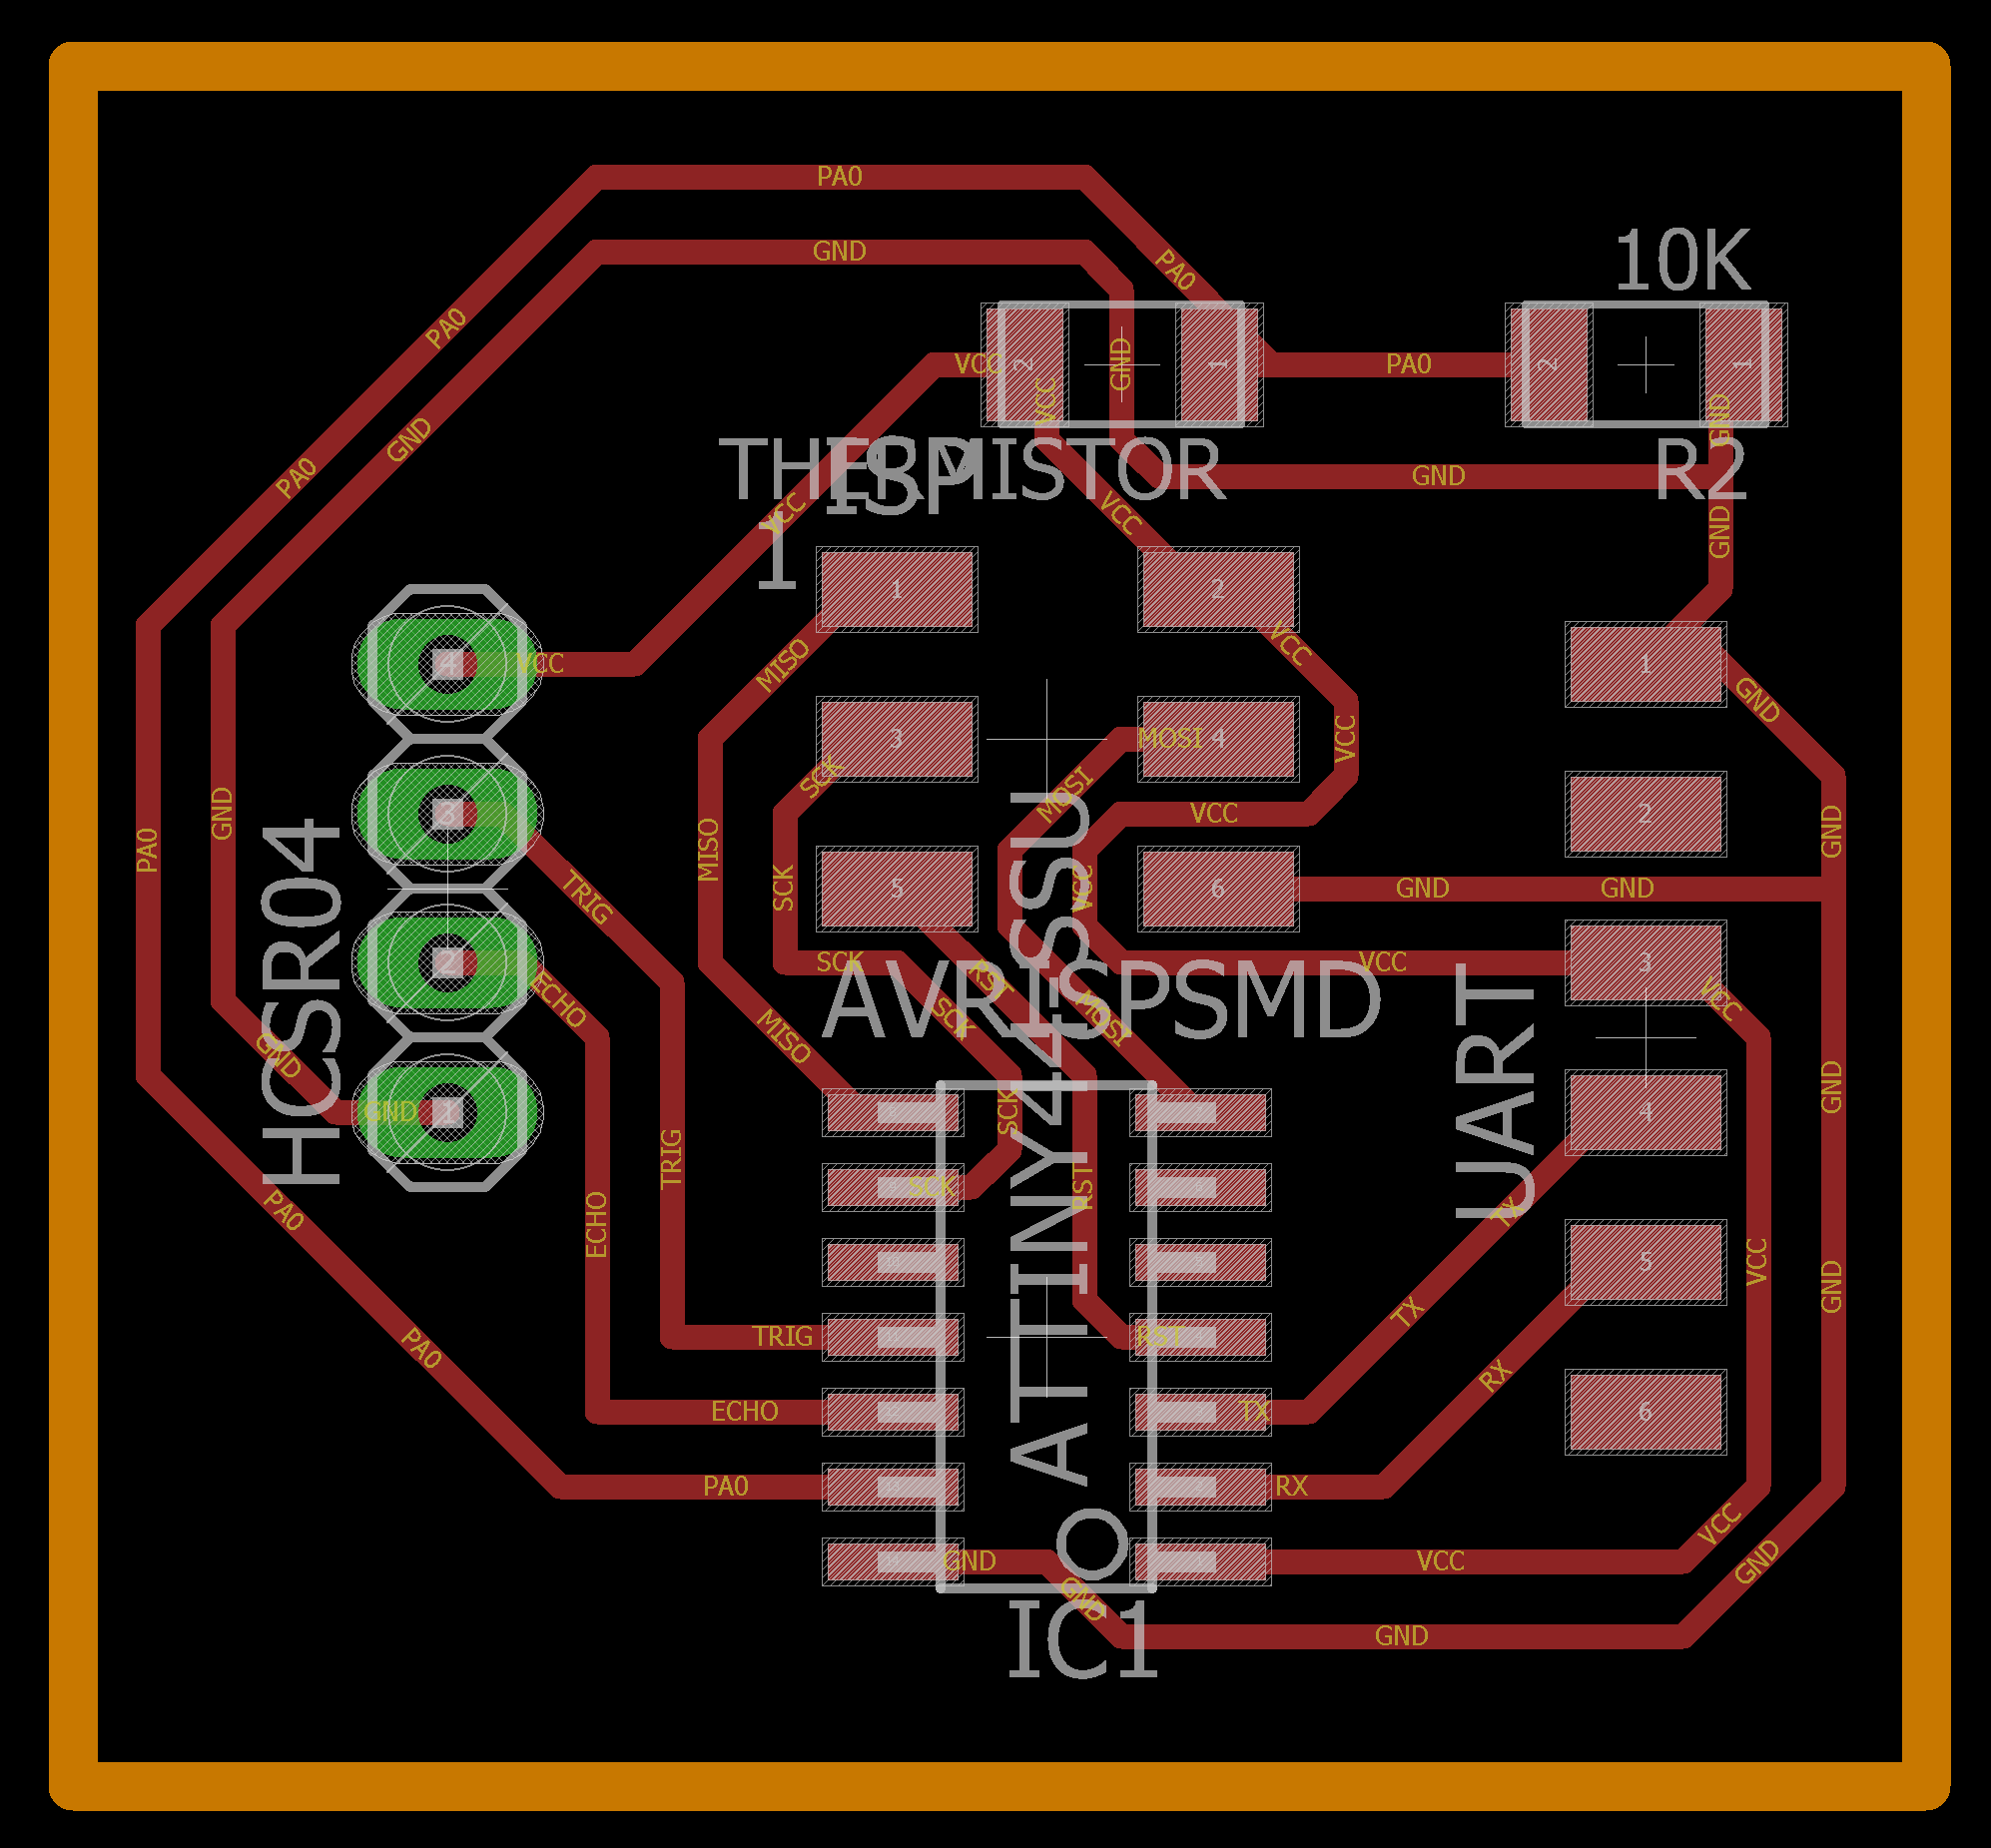 PA0
GND
PA0
10K
PA0
VCC
2
GND
1
PA0
2
1
VCC
GND
GND
THERMISTOR
ISP
R2
PA0
GND
VCC
VCC
GND
1
1
2
4
VCC
MISO
VCC
1
GND
3
MOSI
4
VCC
SCK
MOSI
3
TRIG
PA0
GND
MISO
SCK
VCC
VCC
2
GND
5
6
GND
GND
2
ECHO
SCK
RST
VCC
3
VCC
HCSR04
AVRISPSMD
UART
GND
MISO
SCK
MOSI
GND
1
SCK
4
GND
TRIG
SCK
RST
PA0
ECHO
TX
ATTINY44-SSU
5
VCC
GND
PA0
TRIG
RST
TX
RX
ECHO
TX
6
PA0
RX
GND
VCC
VCC
GND
GND
IC1
GND